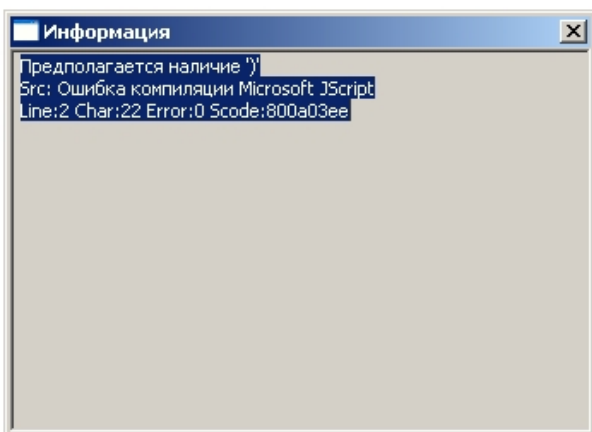 Информация
Предполагается наличие ')'
Src: Ошибка компиляции Microsoft JScript
Line:2 Char:22 Error:0 Scode:800a03ee